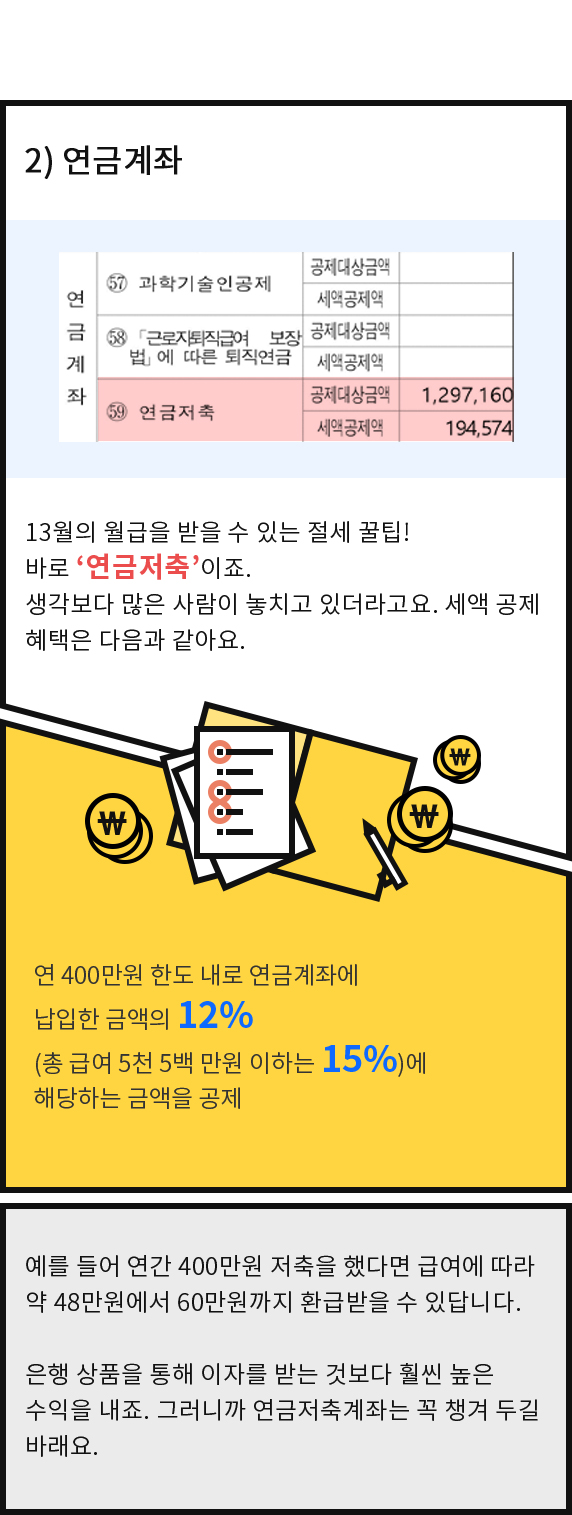 2) 연금계좌
연
금
계
좌
㊼ 과학기술인공제
공제대상금액
세액공제액
㊽ 「근로자퇴직급여 보장
법」에 따른 퇴직연금
공제대상금액
세액공제액
㊾ 연금저축
공제대상금액 1,297,160
세액공제액 194,574
13월의 월급을 받을 수 있는 절세 꿀팁!
바로 ‘연금저축’이죠.
생각보다 많은 사람이 놓치고 있더라고요. 세액 공제
혜택은 다음과 같아요.
₩
₩
₩
연 400만원 한도 내로 연금계좌에
납입한 금액의 12%
(총 급여 5천 5백 만원 이하는 15%)에
해당하는 금액을 공제
예를 들어 연간 400만원 저축을 했다면 급여에 따라
약 48만원에서 60만원까지 환급받을 수 있답니다.
은행 상품을 통해 이자를 받는 것보다 훨씬 높은
수익을 내죠. 그러니까 연금저축계좌는 꼭 챙겨 두길
바래요.